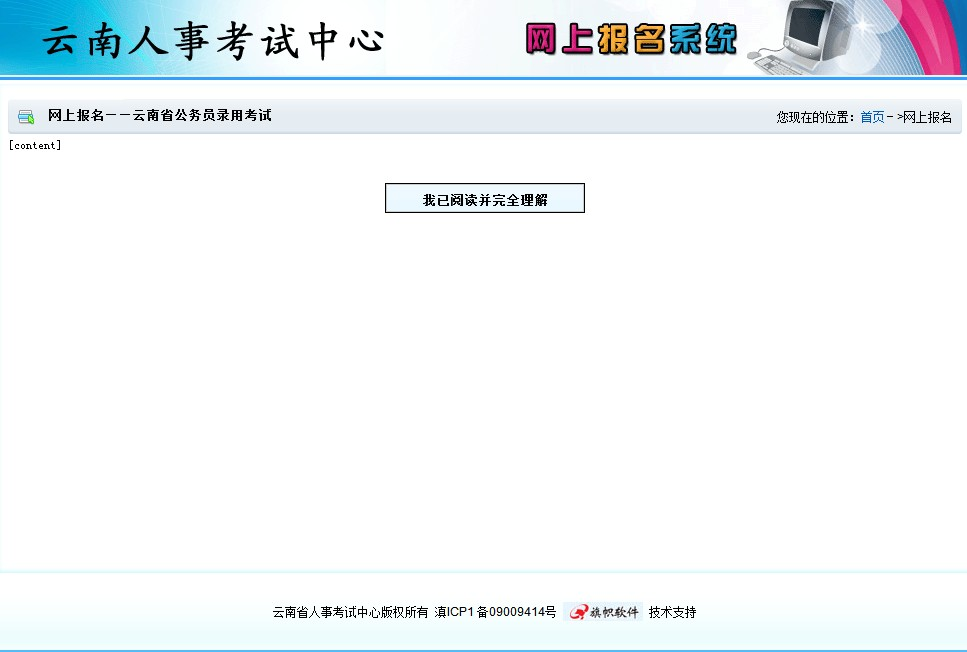 云南人事考试中心
网上报名系统
网上报名－－云南省公务员录用考试
您现在的位置：首页－>网上报名
[content]
我已阅读并完全理解
云南省人事考试中心版权所有 滇ICP1备09009414号 旗帜软件 技术支持